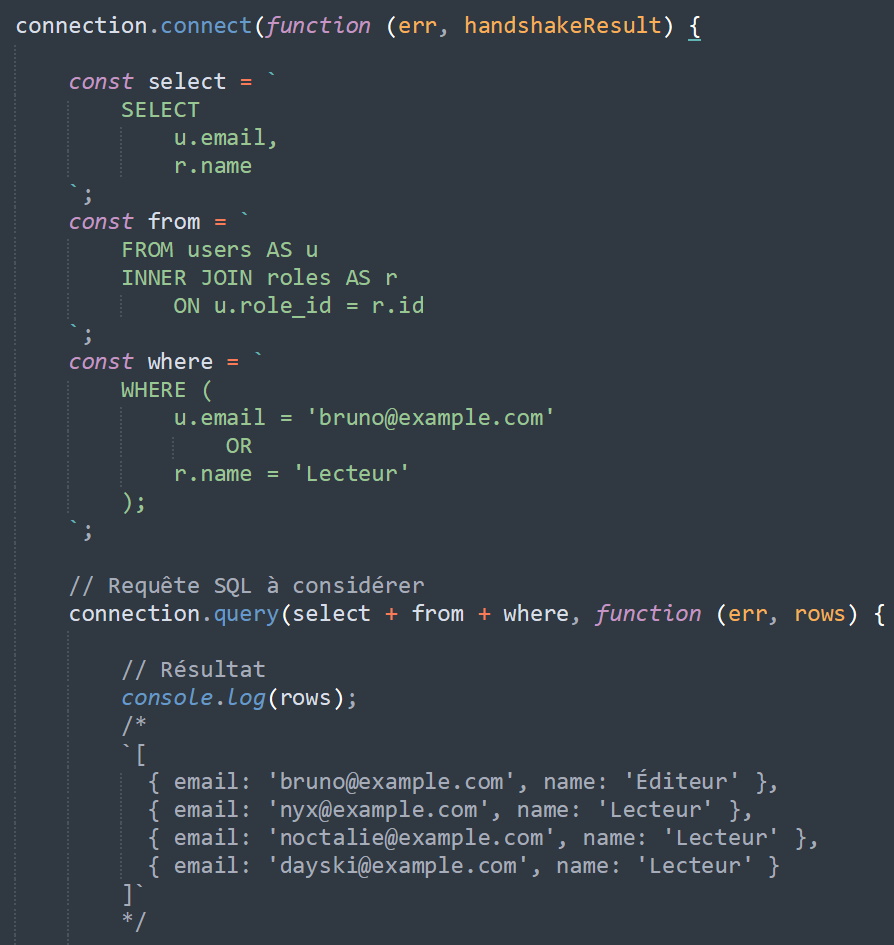 connection.connect(function (err, handshakeResult) {
const select = `
SELECT
u.email,
r.name
`;
const from = `
FROM users AS u
INNER JOIN roles AS r
ON u.role_id = r.id
`;
const where = `
WHERE (
u.email = 'bruno@example.com'
OR
r.name = 'Lecteur'
);
`;
// Requête SQL à considérer
connection.query(select + from + where, function (err, rows) {
// Résultat
console.log(rows);
/*
`[
{ email: 'bruno@example.com', name: 'Éditeur' },
{ email: 'nyx@example.com', name: 'Lecteur' },
{ email: 'noctalie@example.com', name: 'Lecteur' },
{ email: 'dayski@example.com', name: 'Lecteur' }
]`
*/